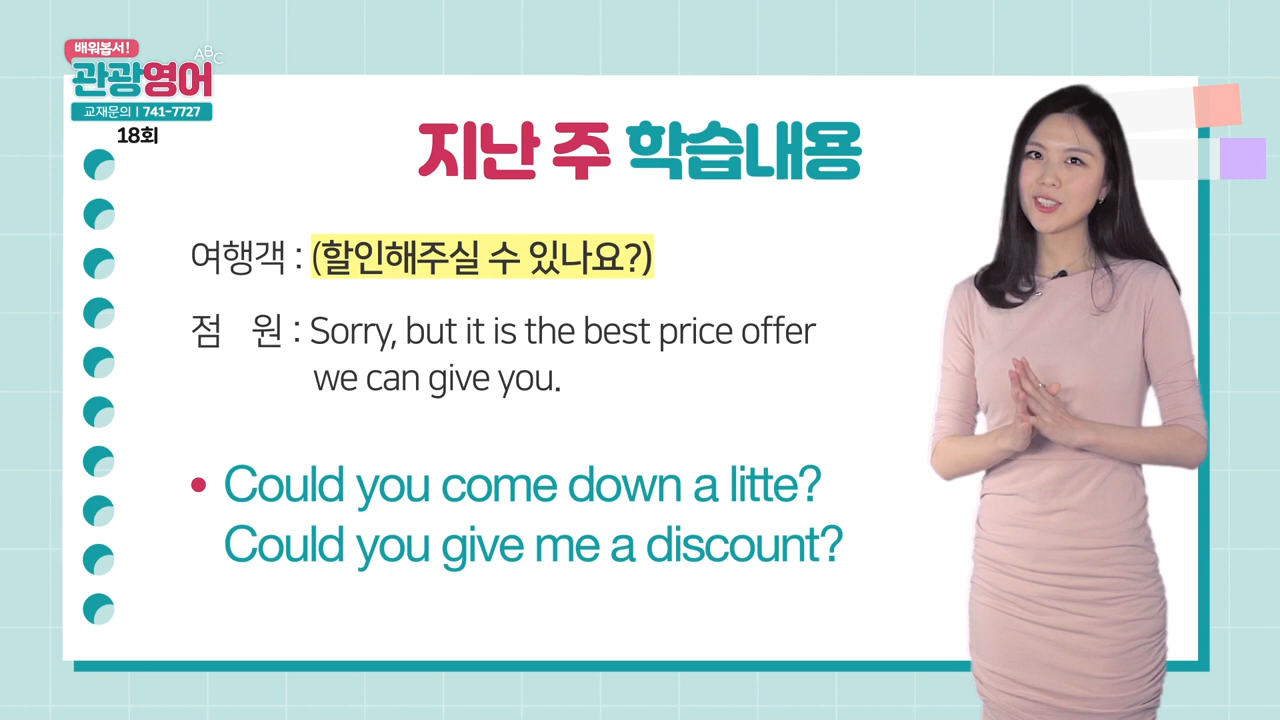 배워봅서!
ABC
관광영어
교재문의 | 741-7727
18회
지난 주 학습내용
여행객 : (할인해주실 수 있나요?)
점 원 : Sorry, but it is the best price offer
we can give you.
• Could you come down a litte?
Could you give me a discount?